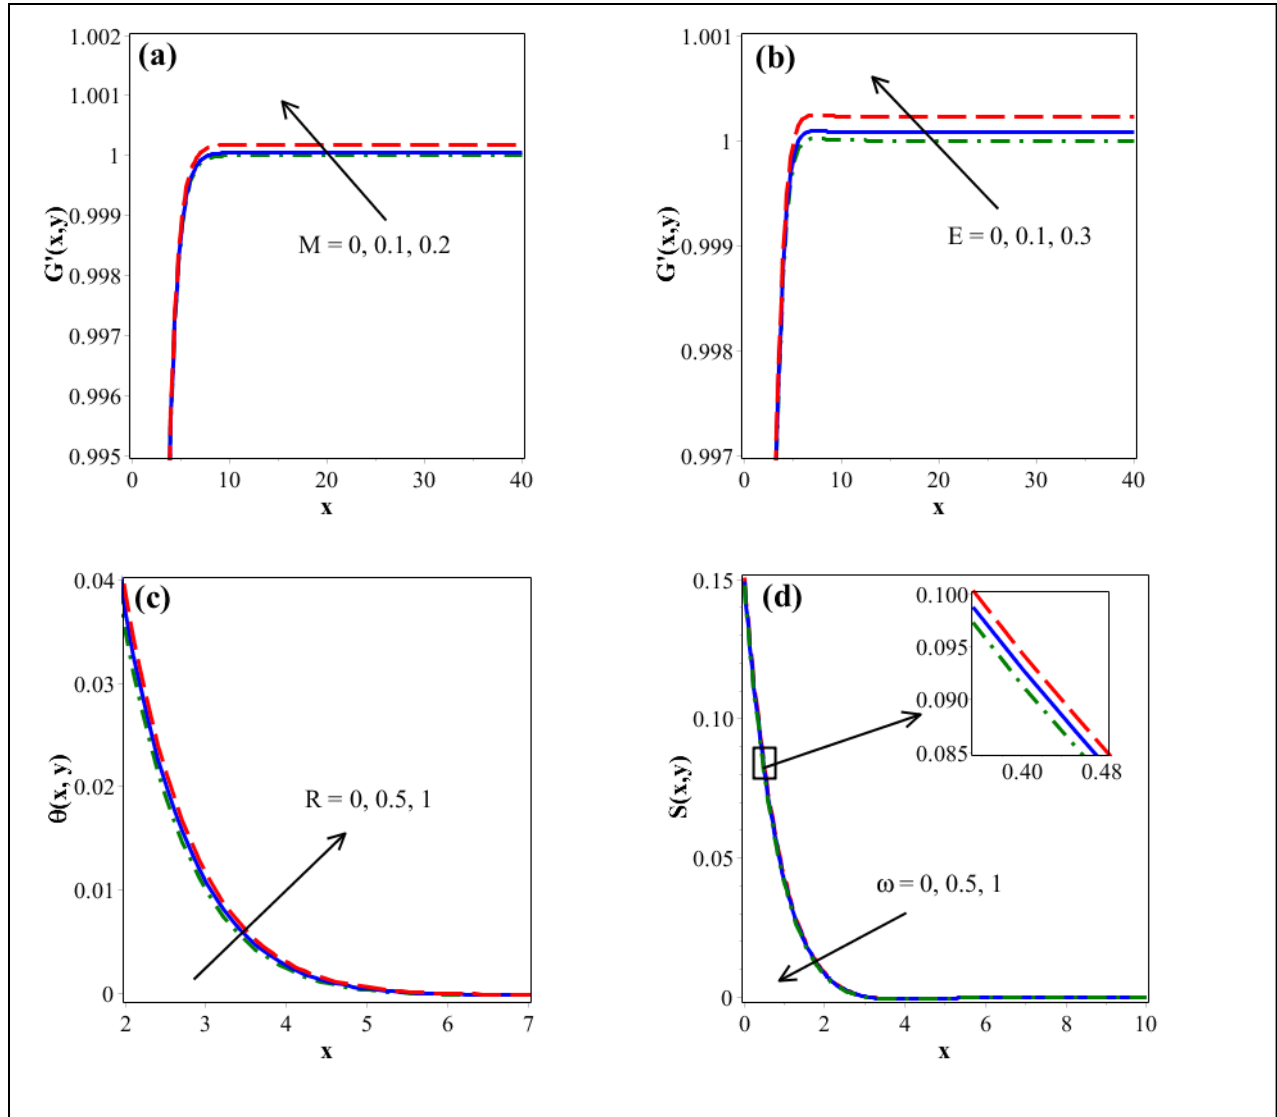 (a)
1.002
1.001
1
0.999
0.998
0.997
0.996
0.995
G'(x,y)
M = 0, 0.1, 0.2
0 10 20 30 40
x
(b)
1.001
1
0.999
0.998
0.997
G'(x,y)
E = 0, 0.1, 0.3
0 10 20 30 40
x
(c)
0.04
0.03
0.02
0.01
0
θ(x, y)
R = 0, 0.5, 1
2 3 4 5 6 7
x
(d)
0.15
0.10
0.05
0
S(x,y)
0.100
0.095
0.090
0.085
0.40 0.48
ω = 0, 0.5, 1
0 2 4 6 8 10
x